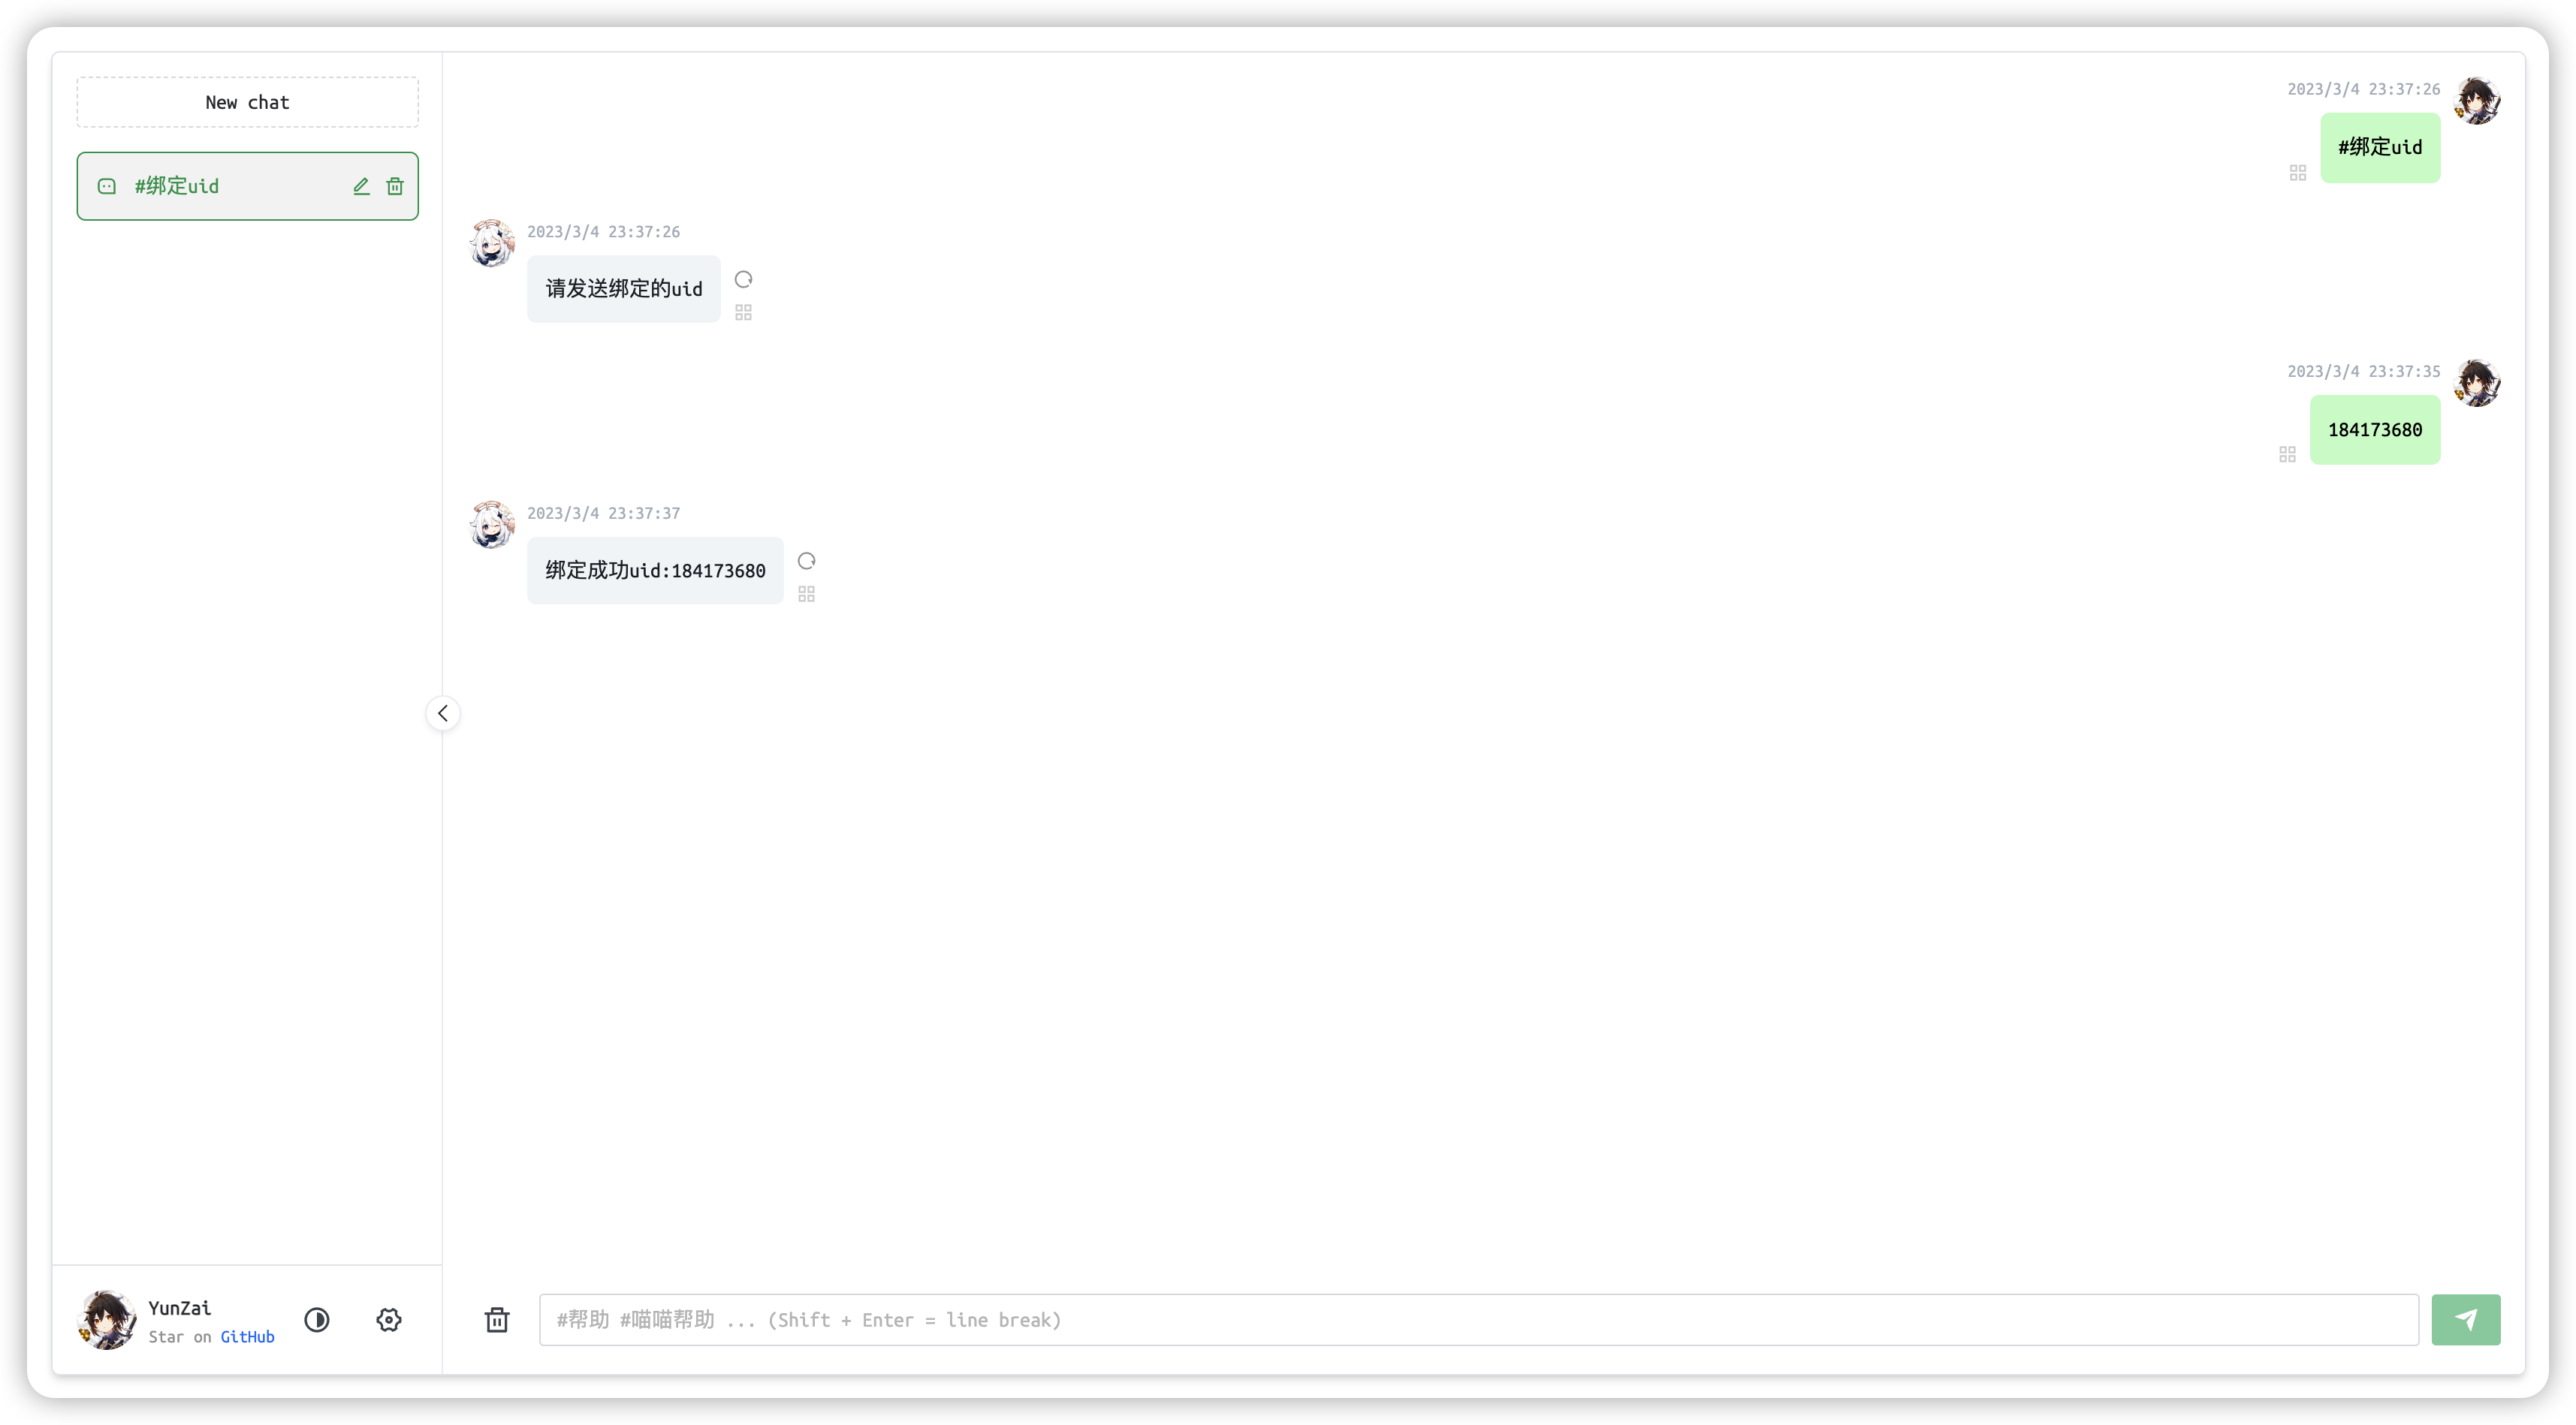 New chat
#绑定uid
2023/3/4 23:37:26
#绑定uid
2023/3/4 23:37:26
请发送绑定的uid
2023/3/4 23:37:35
184173680
2023/3/4 23:37:37
绑定成功uid:184173680
YunZai
Star on GitHub
#帮助 #喵喵帮助 ... (Shift + Enter = line break)